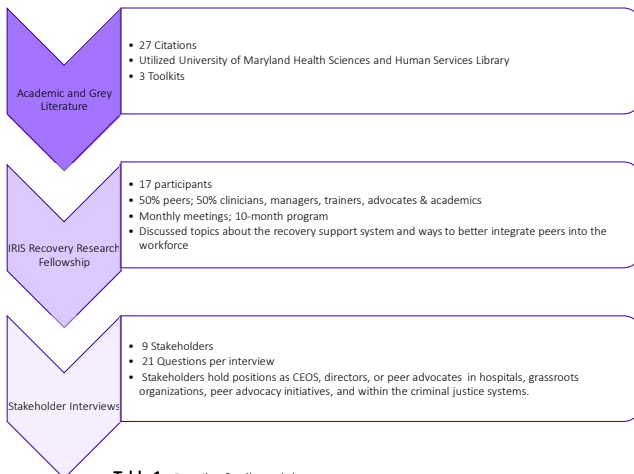 Academic and Grey
Literature
• 27 Citations
• Utilized University of Maryland Health Sciences and Human Services Library
• 3 Toolkits
IRIS Recovery Research
Fellowship
• 17 participants
• 50% peers; 50% clinicians, managers, trainers, advocates & academics
• Monthly meetings; 10-month program
• Discussed topics about the recovery support system and ways to better integrate peers into the
workforce
Stakeholder Interviews
• 9 Stakeholders
• 21 Questions per interview
• Stakeholders hold positions as CEOS, directors, or peer advocates in hospitals, grassroots
organizations, peer advocacy initiatives, and within the criminal justice systems.
Table 1